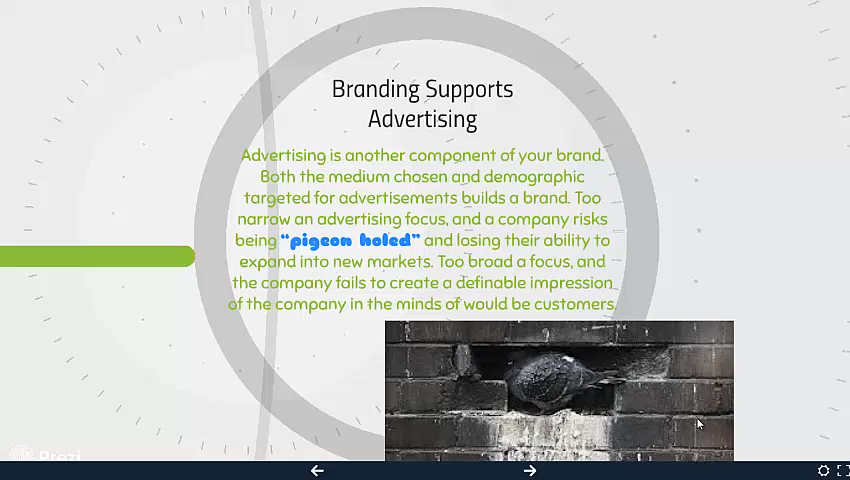 Branding Supports
Advertising
Advertising is another component of your brand.
Both the medium chosen and demographic
targeted for advertisements builds a brand. Too
narrow an advertising focus, and a company risks
being “pigeon holed” and losing their ability to
expand into new markets. Too broad a focus, and
the company fails to create a definable impression
of the company in the minds of would be customers.
Prezi